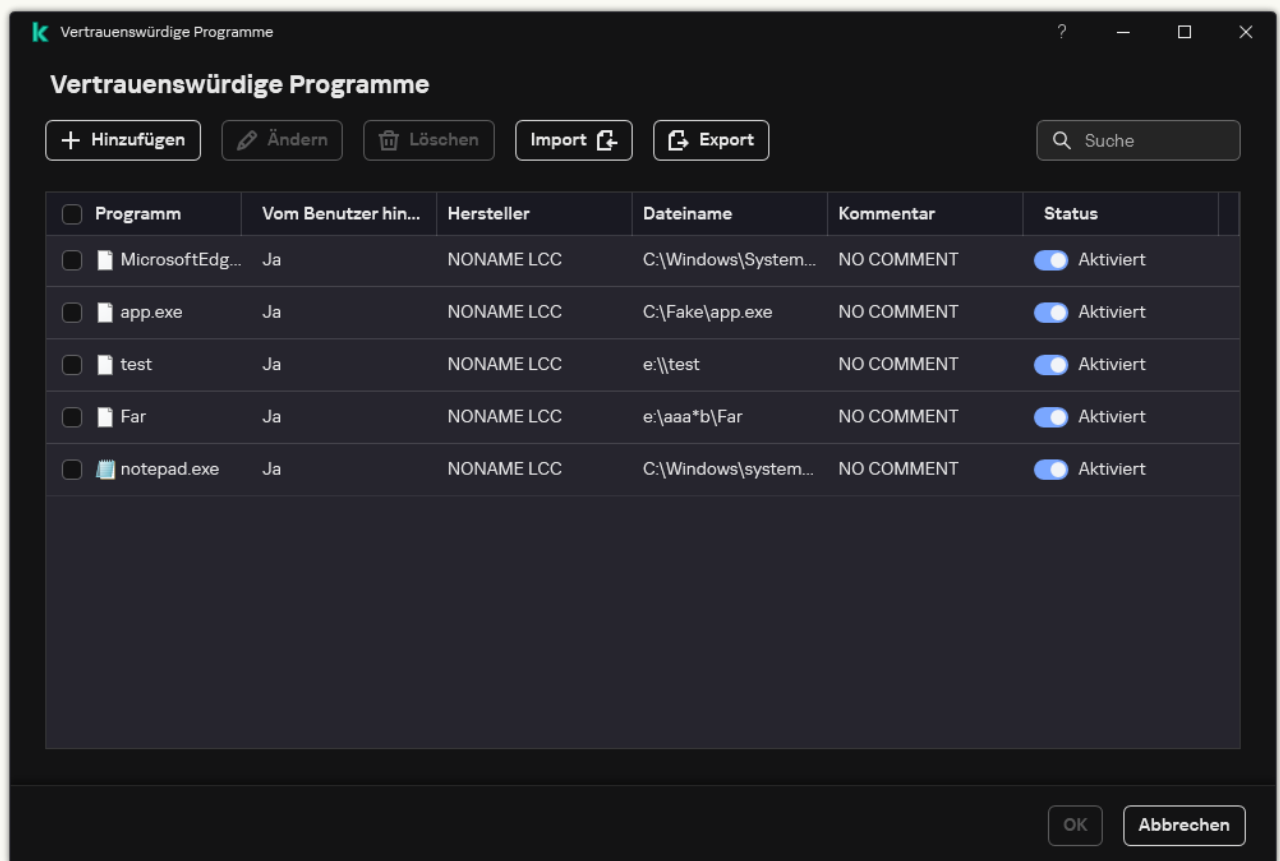 Vertrauenswürdige Programme
?
Vertrauenswürdige Programme
Hinzufügen Ändern Löschen Import Export Suche
Programm Vom Benutzer hin... Hersteller Dateiname Kommentar Status
MicrosoftEdg... Ja NONAME LCC C:\Windows\System... NO COMMENT Aktiviert
app.exe Ja NONAME LCC C:\Fake\app.exe NO COMMENT Aktiviert
test Ja NONAME LCC e:\\test NO COMMENT Aktiviert
Far Ja NONAME LCC e:\aaa*b\Far NO COMMENT Aktiviert
notepad.exe Ja NONAME LCC C:\Windows\system... NO COMMENT Aktiviert
OK Abbrechen